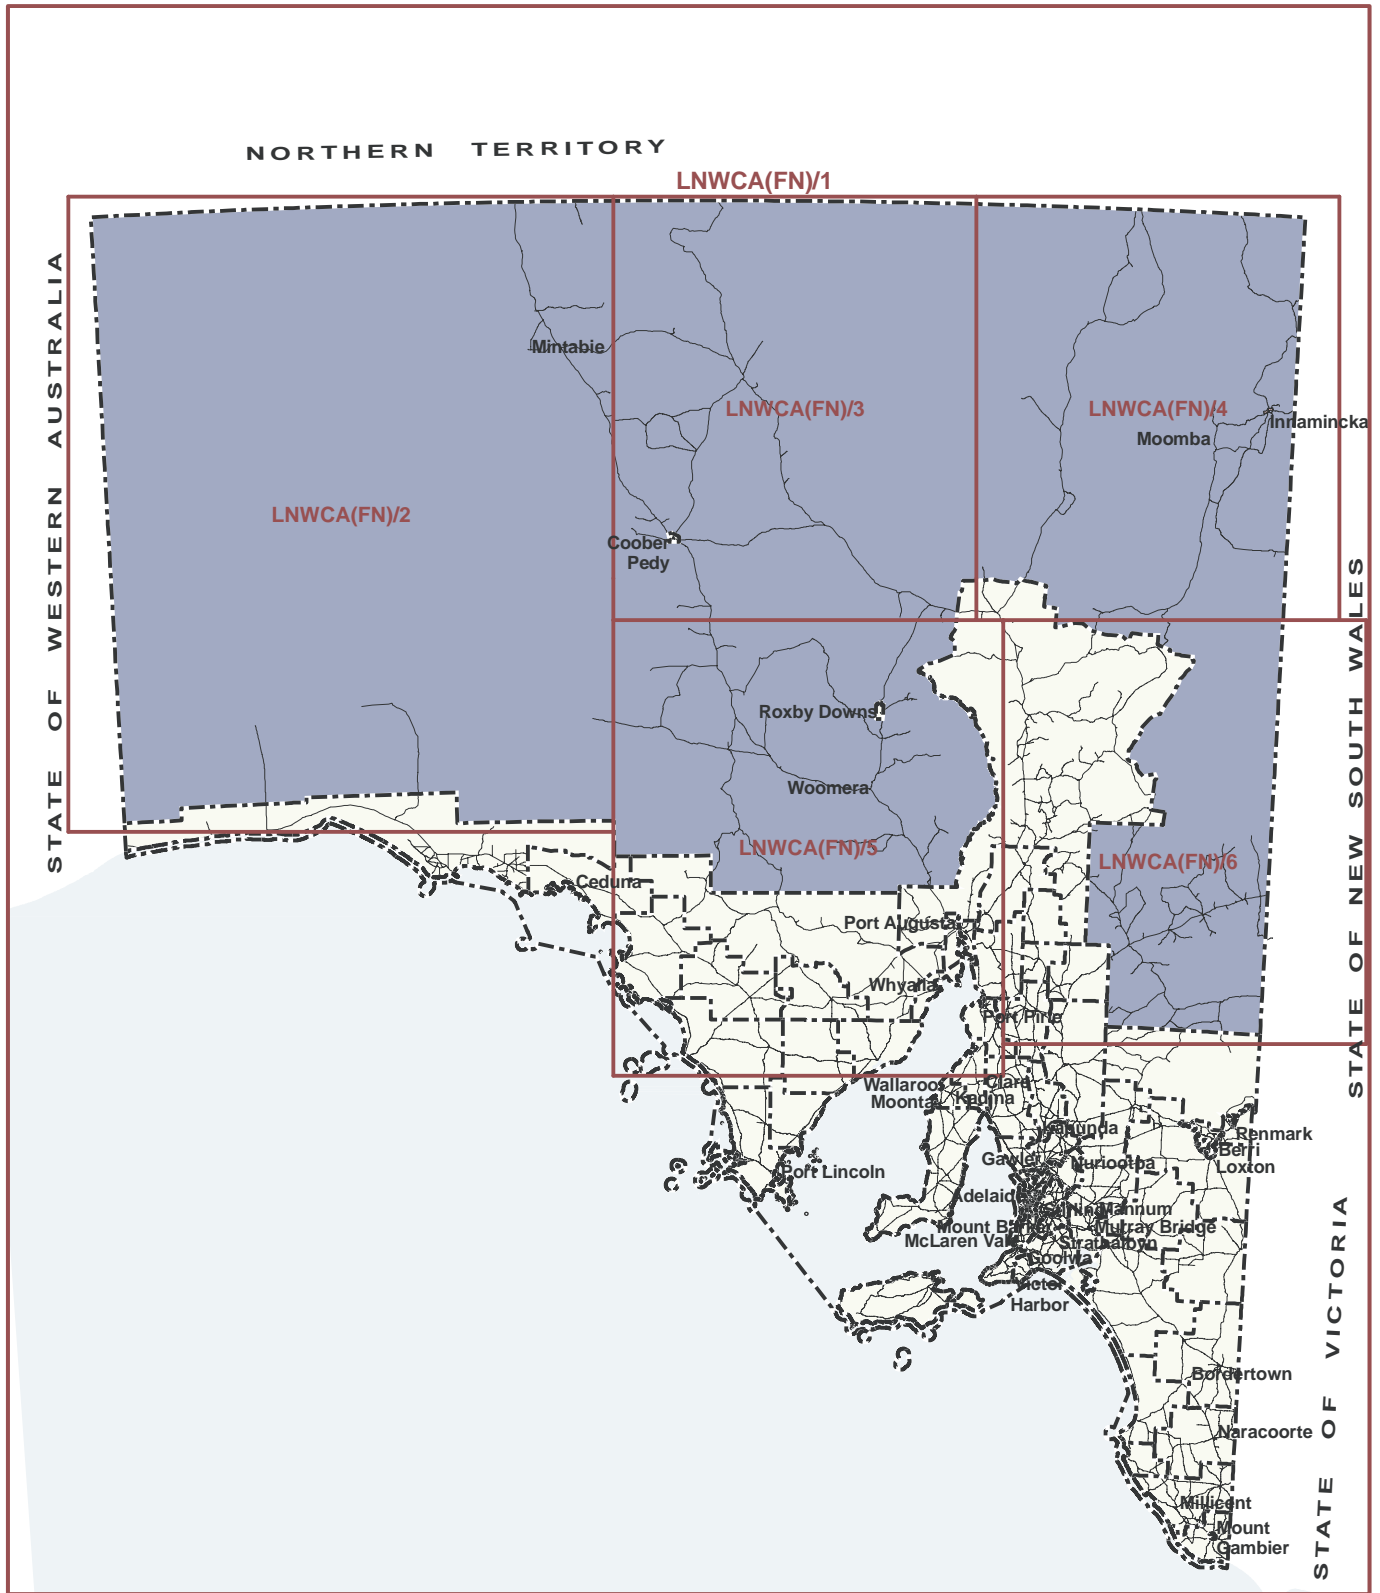 NORTHERN TERRITORY
LNWCA(FN)/1
STATE OF WESTERN AUSTRALIA
Mintabie
LNWCA(FN)/3
LNWCA(FN)/4
Innamincka
Moomba
LNWCA(FN)/2
Coober
Pedy
STATE OF NEW SOUTH WALES
Roxby Downs
Woomera
LNWCA(FN)/5
LNWCA(FN)/6
Ceduna
Port Augusta
Whyalla
Port Pirie
Wallaroo
Clare
Moonta
Kadina
Kapunda
Renmark
Berri
Loxton
Gawler
Nuriootpa
Port Lincoln
Adelaide
Stirling
Mannum
Mount Barker
Murray Bridge
McLaren Vale
Strathalbyn
Goolwa
Victor
Harbor
STATE OF VICTORIA
Bordertown
Naracoorte
Millicent
Mount
Gambier